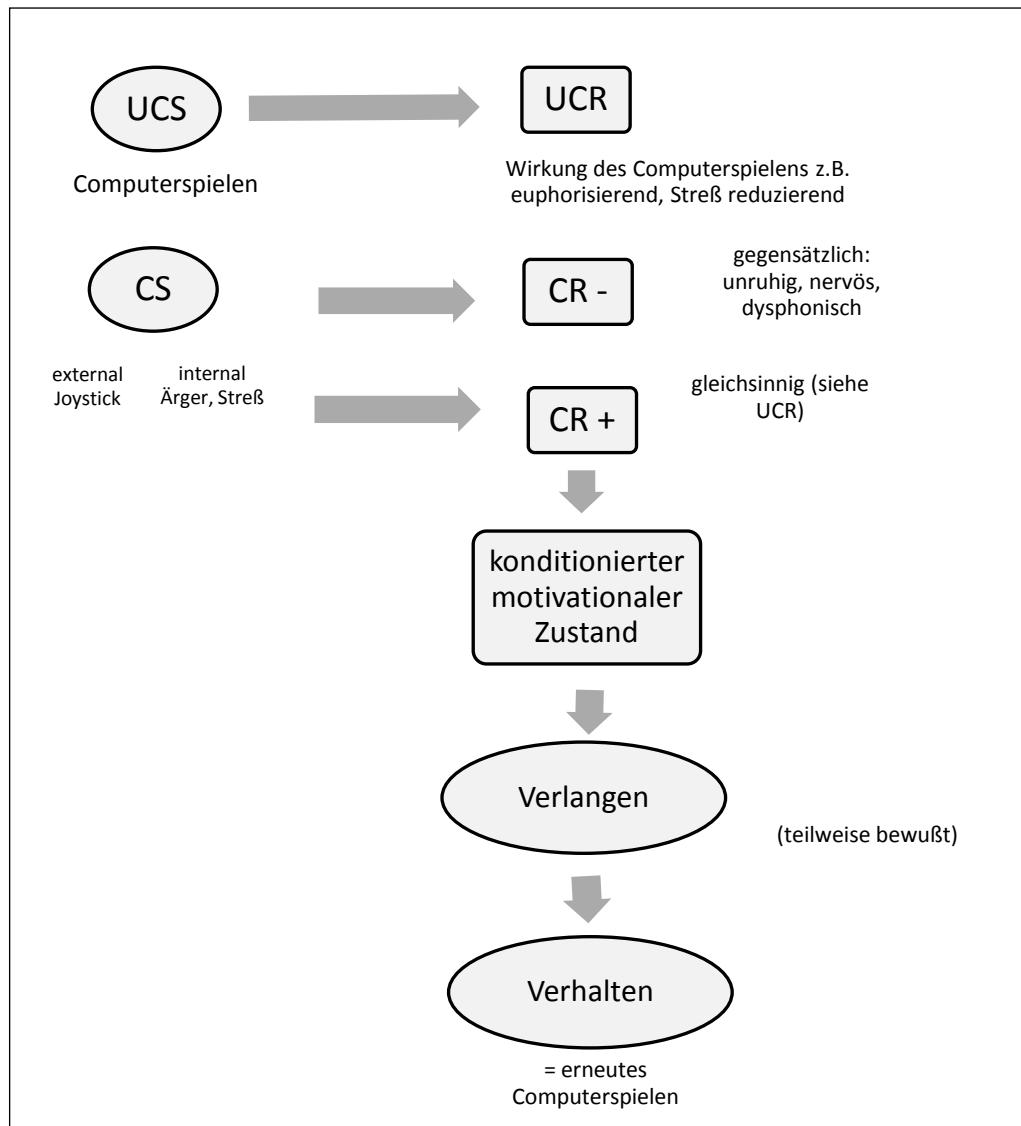 UCS
UCR
Computerspielen
Wirkung des Computerspielens z.B.
euphorisierend, Streß reduzierend
CS
CR -
gegensätzlich:
unruhig, nervös,
dysphonisch
external
Joystick
internal
Ärger, Streß
CR +
gleichsinnig (siehe
UCR)
konditionierter
motivationaler
Zustand
Verlangen
(teilweise bewußt)
Verhalten
= erneutes
Computerspielen